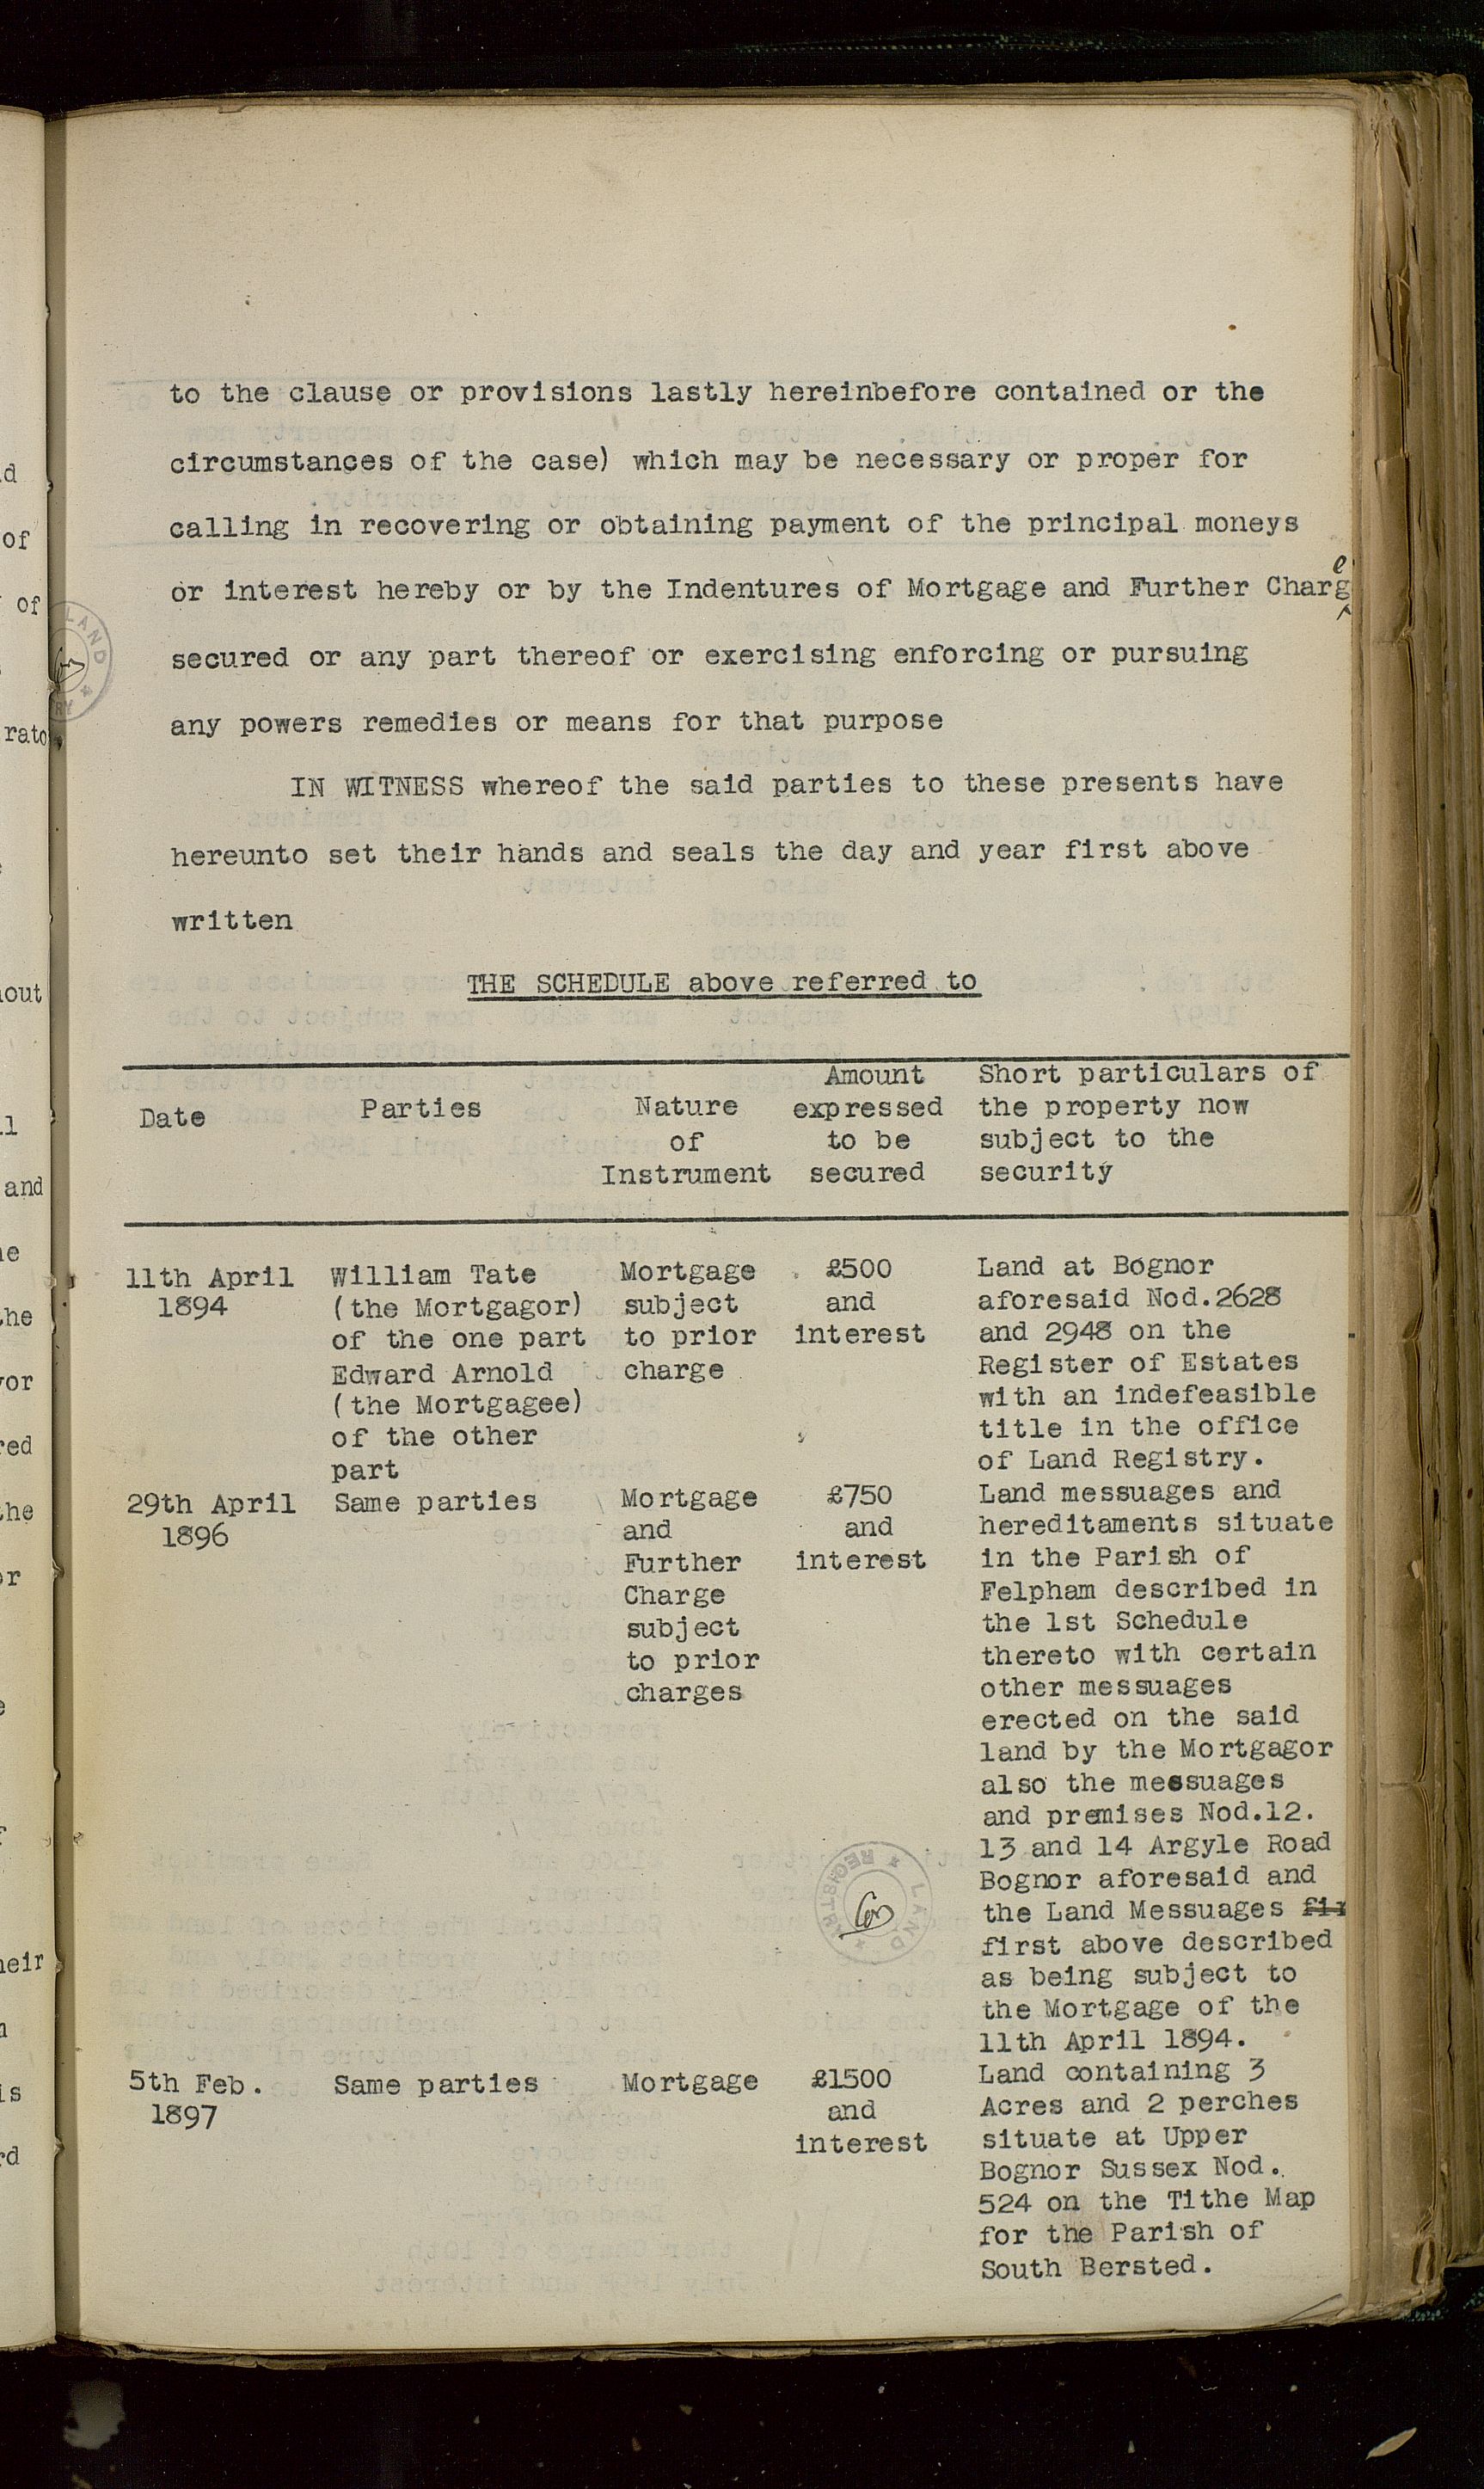 to the clause or provisions lastly hereinbefore contained or the
circumstances of the case) which may be necessary or proper for
calling in recovering or obtaining payment of the principal moneys
or interest hereby or by the Indentures of Mortgage and Further Charge
secured or any part thereof or exercising enforcing or pursuing
any powers remedies or means for that purpose
IN WITNESS whereof the said parties to these presents have
hereunto set their hands and seals the day and year first above
written
THE SCHEDULE above referred to
Date
Parties
Nature
of
Instrument
Amount
expressed
to be
secured
Short particulars of
the property now
subject to the
security
11th April
1894
William Tate
(the Mortgagor)
of the one part
Edward Arnold
(the Mortgagee)
of the other
part
Mortgage
subject
to prior
charge
£500
and
interest
Land at Bognor
aforesaid Nod.2628
and 2948 on the
Register of Estates
with an indefeasible
title in the office
of Land Registry.
29th April
1896
Same parties
Mortgage
and
Further
Charge
subject
to prior
charges
£750
and
interest
Land messuages and
hereditaments situate
in the Parish of
Felpham described in
the 1st Schedule
thereto with certain
other messuages
erected on the said
land by the Mortgagor
also the messuages
and premises Nod.12.
13 and 14 Argyle Road
Bognor aforesaid and
the Land Messuages fir
first above described
as being subject to
the Mortgage of the
11th April 1894.
5th Feb.
1897
Same parties
Mortgage
£1500
and
interest
Land containing 3
Acres and 2 perches
situate at Upper
Bognor Sussex Nod.
524 on the Tithe Map
for the Parish of
South Bersted.
LAND REGISTRY